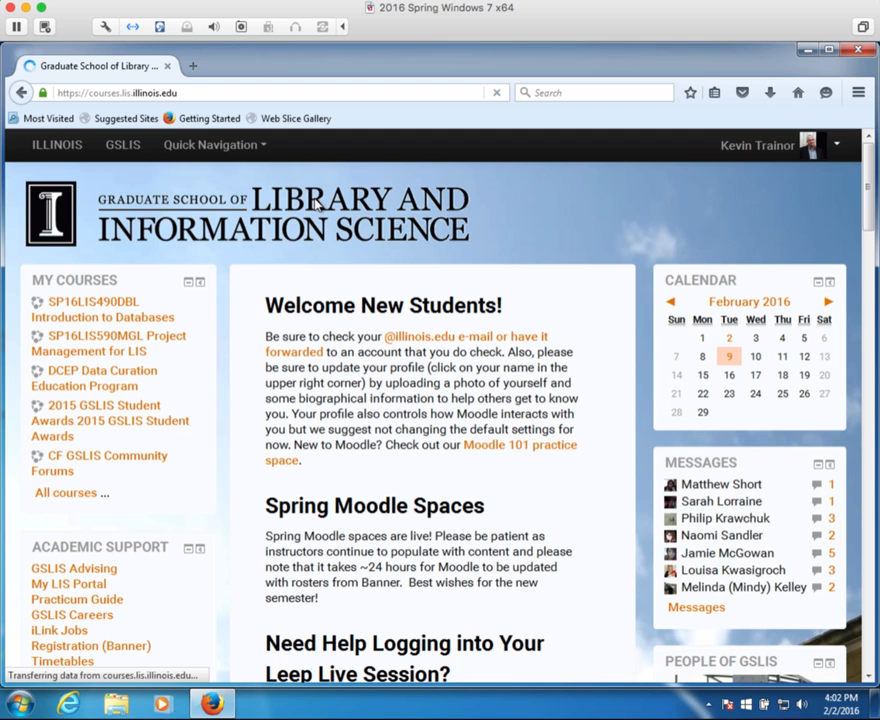 2016 Spring Windows 7 x64
Graduate School of Library ...
https://courses.lis.illinois.edu
Search
Most Visited
Suggested Sites
Getting Started
Web Slice Gallery
ILLINOIS
GSLIS
Quick Navigation
Kevin Trainor
GRADUATE SCHOOL OF LIBRARY AND
INFORMATION SCIENCE
MY COURSES
SP16LIS490DBL
Introduction to Databases
SP16LIS590MGL Project
Management for LIS
DCEP Data Curation
Education Program
2015 GSLIS Student
Awards 2015 GSLIS Student
Awards
CF GSLIS Community
Forums
All courses ...
ACADEMIC SUPPORT
GSLIS Advising
My LIS Portal
Practicum Guide
GSLIS Careers
iLink Jobs
Registration (Banner)
Timetables
Welcome New Students!
Be sure to check your @illinois.edu e-mail or have it
forwarded to an account that you do check. Also, please
be sure to update your profile (click on your name in the
upper right corner) by uploading a photo of yourself and
some biographical information to help others get to know
you. Your profile also controls how Moodle interacts with
you but we suggest not changing the default settings for
now. New to Moodle? Check out our Moodle 101 practice
space.
Spring Moodle Spaces
Spring Moodle spaces are live! Please be patient as
instructors continue to populate with content and please
note that it takes ~24 hours for Moodle to be updated
with rosters from Banner. Best wishes for the new
semester!
Need Help Logging into Your
Leep Live Session?
CALENDAR
February 2016
Sun Mon Tue Wed Thu Fri Sat
1 2 3 4 5 6
7 8 9 10 11 12 13
14 15 16 17 18 19 20
21 22 23 24 25 26 27
28 29
MESSAGES
Matthew Short 1
Sarah Lorraine 1
Philip Krawchuk 3
Naomi Sandler 2
Jamie McGowan 5
Louisa Kwasigroch 3
Melinda (Mindy) Kelley 2
Messages
PEOPLE OF GSLIS
Transferring data from courses.lis.illinois.edu...
4:02 PM
2/2/2016